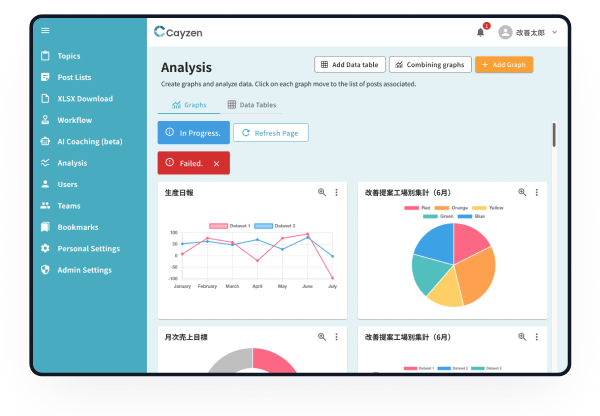 Cayzen
1
改善太郎
Topics
Post Lists
XLSX Download
Workflow
AI Coaching (beta)
Analysis
Users
Teams
Bookmarks
Personal Settings
Admin Settings
Analysis
Add Data table
Combining graphs
+ Add Graph
Create graphs and analyze data. Click on each graph move to the list of posts associated.
Graphs
Data Tables
In Progress.
Refresh Page
Failed.
生産日報
Dataset 1
Dataset 2
100
50
0
-50
-100
January
February
March
April
May
June
July
改善提案工場別集計（6月）
Red
Orange
Yellow
Green
Blue
月次売上目標
改善提案工場別集計（6月）
Dataset 1
Dataset 2
Dataset 3